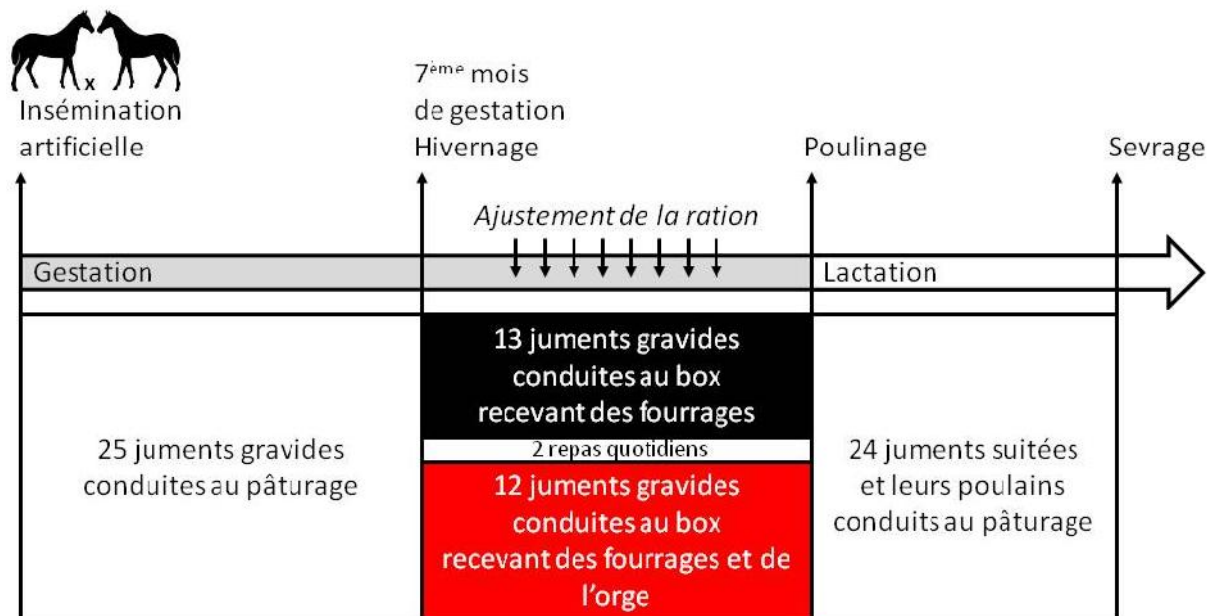 x
Insémination
artificielle
7ème mois
de gestation
Hivernage
Poulinage
Sevrage
Ajustement de la ration
Gestation
Lactation
25 juments gravides
conduites au pâturage
13 juments gravides
conduites au box
recevant des fourrages
2 repas quotidiens
12 juments gravides
conduites au box
recevant des fourrages et de
l'orge
24 juments suitées
et leurs poulains
conduits au pâturage